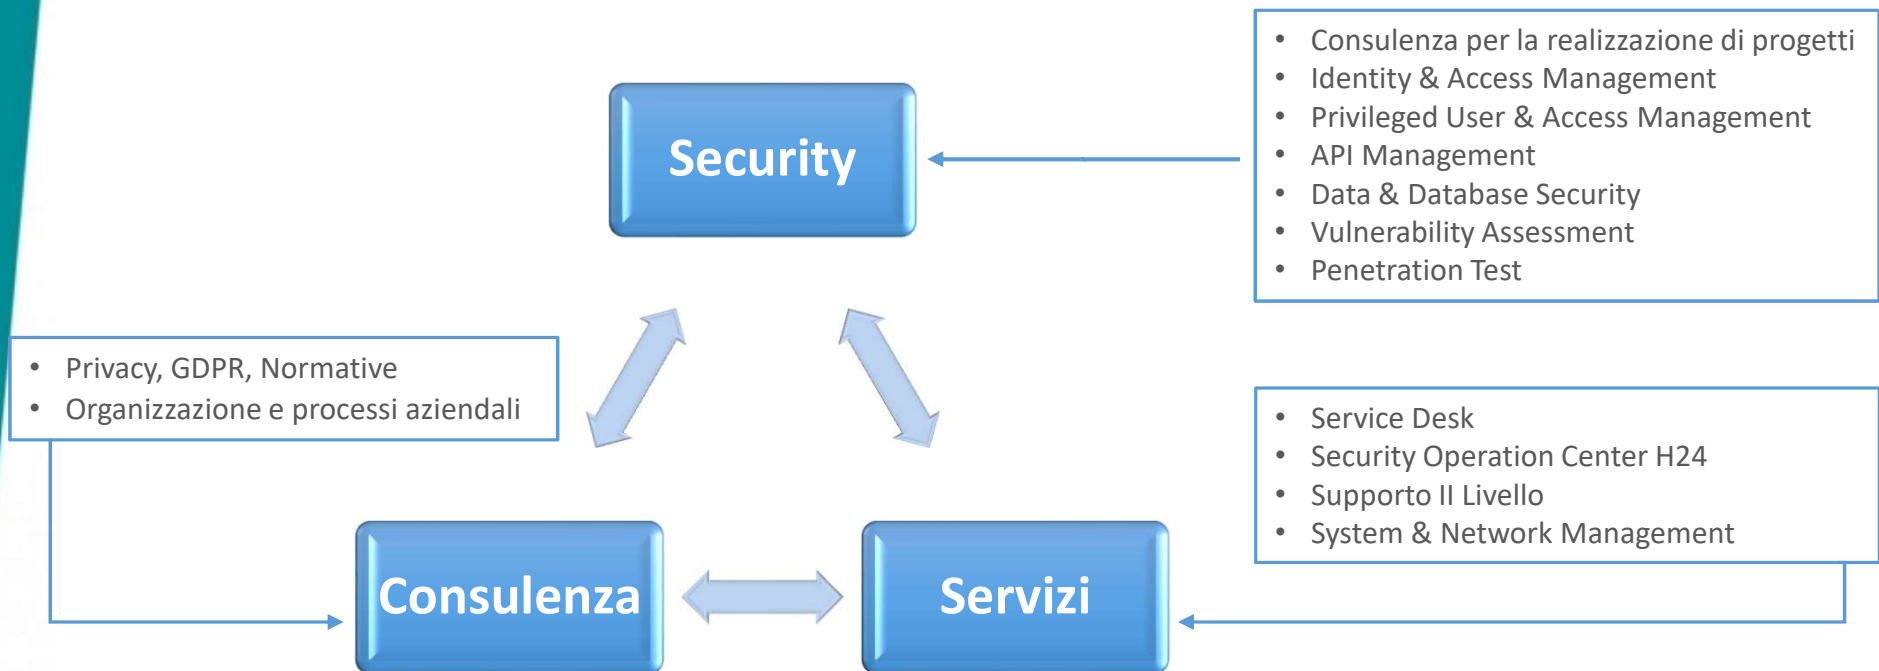 • Consulenza per la realizzazione di progetti
• Identity & Access Management
• Privileged User & Access Management
• API Management
• Data & Database Security
• Vulnerability Assessment
• Penetration Test
Security
• Privacy, GDPR, Normative
• Organizzazione e processi aziendali
• Service Desk
• Security Operation Center H24
• Supporto II Livello
• System & Network Management
Consulenza
Servizi